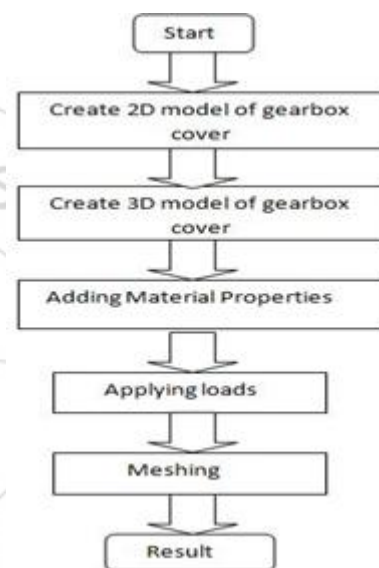 Start
Create 2D model of gearbox
cover
Create 3D model of gearbox
cover
Adding Material Properties
Applying loads
Meshing
Result